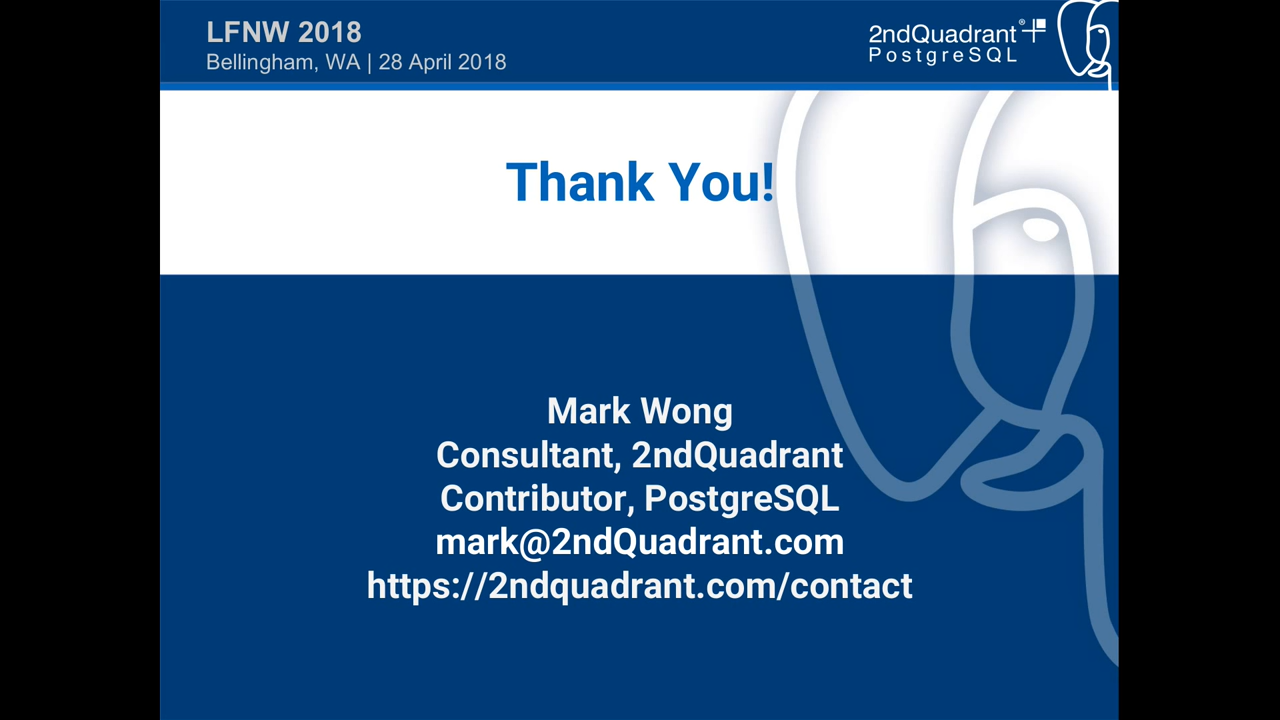 LFNW 2018
Bellingham, WA | 28 April 2018
2ndQuadrant®
PostgreSQL
Thank You!
Mark Wong
Consultant, 2ndQuadrant
Contributor, PostgreSQL
mark@2ndQuadrant.com
https://2ndquadrant.com/contact